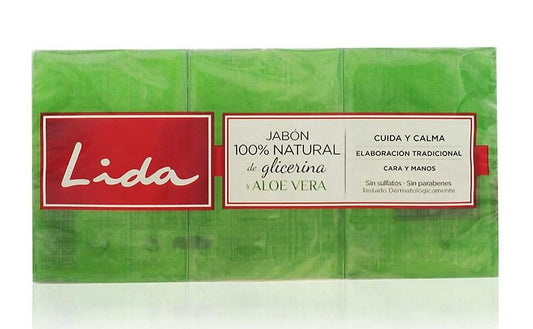 Lida
JABÓN
100% NATURAL
de glicerina
y ALOE VERA
CUIDA Y CALMA
ELABORACIÓN TRADICIONAL
CARA Y MANOS
Sin sulfatos · Sin parabenes
Testado Dermatológicamente